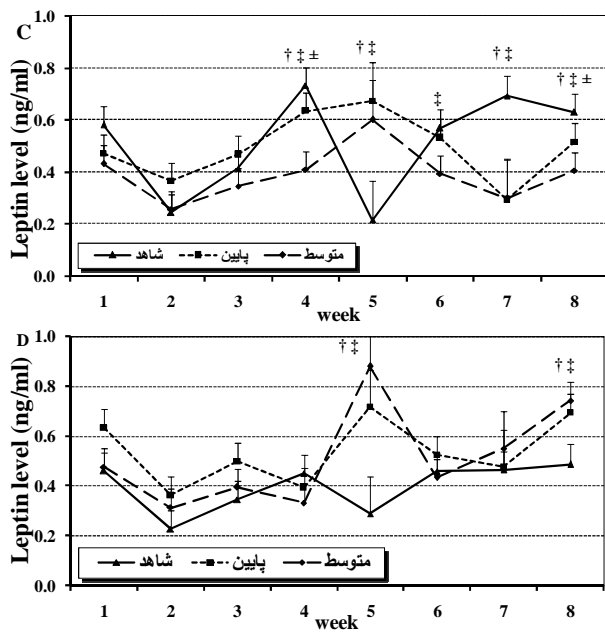 C
Leptin level (ng/ml)
1.0
0.8
0.6
0.4
0.2
0.0
† ‡ ±
† ‡
‡
† ‡
† ‡ ±
شاهد پایین متوسط
1 2 3 4 5 6 7 8
week
D
Leptin level (ng/ml)
1.0
0.8
0.6
0.4
0.2
0.0
† ‡
† ‡
شاهد پایین متوسط
1 2 3 4 5 6 7 8
week